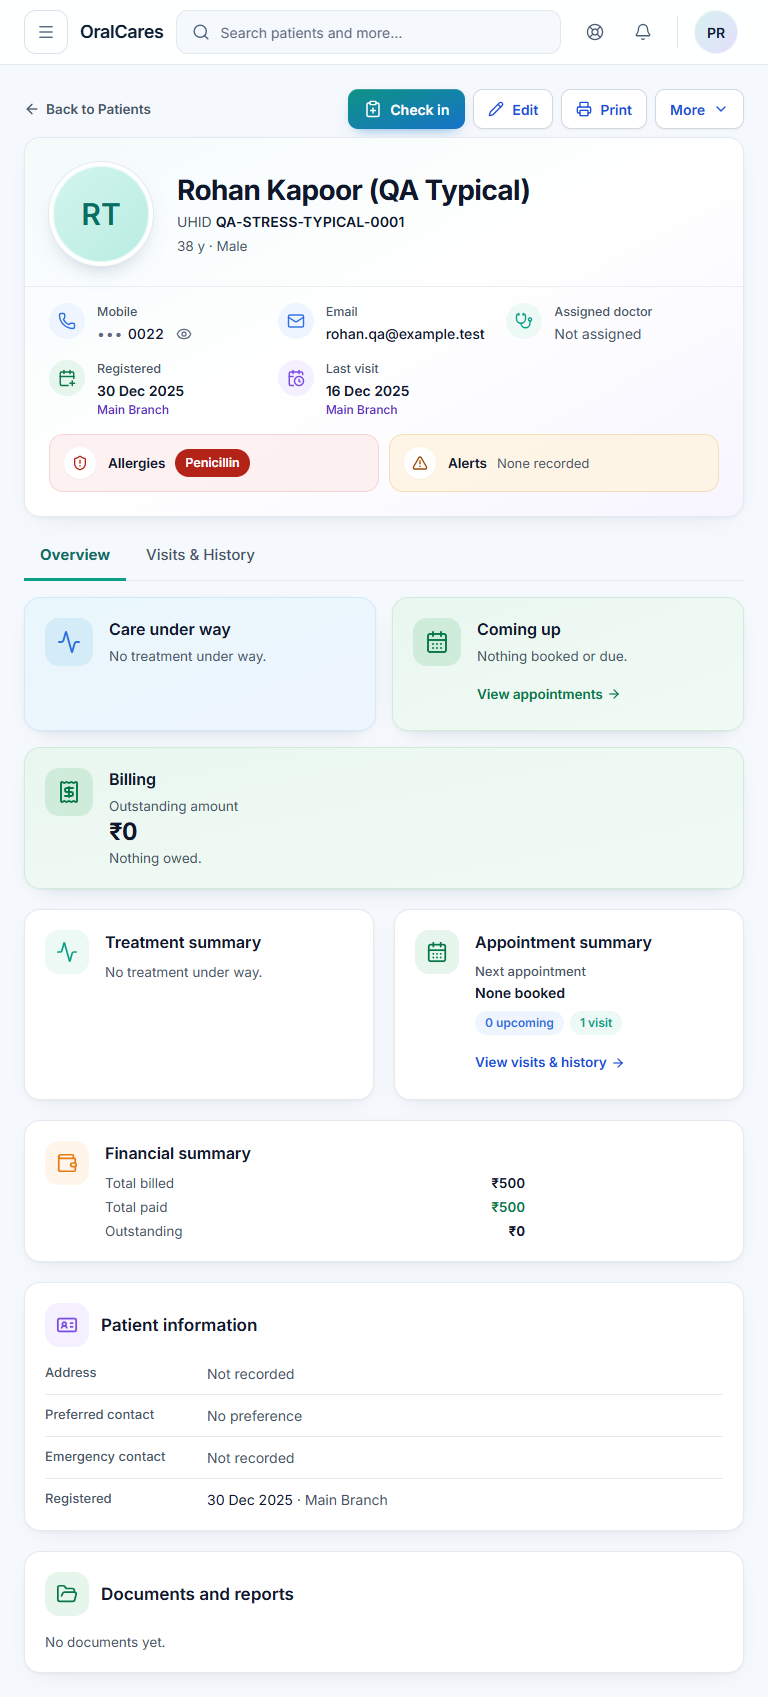 OralCares
Search patients and more...
PR
Back to Patients
Check in
Edit
Print
More
RT
Rohan Kapoor (QA Typical)
UHID QA-STRESS-TYPICAL-0001
38 y · Male
Mobile
••• 0022
Email
rohan.qa@example.test
Assigned doctor
Not assigned
Registered
30 Dec 2025
Main Branch
Last visit
16 Dec 2025
Main Branch
Allergies Penicillin
Alerts None recorded
Overview
Visits & History
Care under way
No treatment under way.
Coming up
Nothing booked or due.
View appointments →
Billing
Outstanding amount
₹0
Nothing owed.
Treatment summary
No treatment under way.
Appointment summary
Next appointment
None booked
0 upcoming 1 visit
View visits & history →
Financial summary
Total billed ₹500
Total paid ₹500
Outstanding ₹0
Patient information
Address Not recorded
Preferred contact No preference
Emergency contact Not recorded
Registered 30 Dec 2025 · Main Branch
Documents and reports
No documents yet.